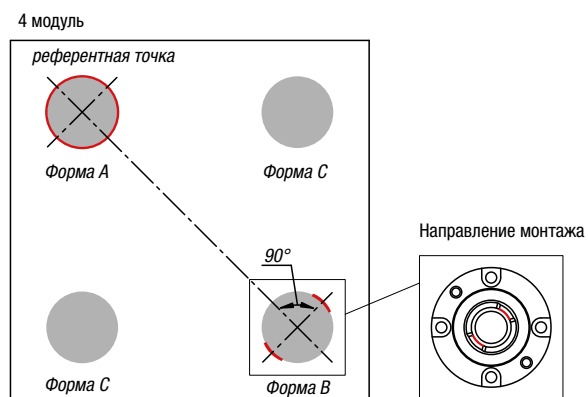 4 модуль
референтная точка
Форма A
Форма C
90°
Направление монтажа
Форма C
Форма B